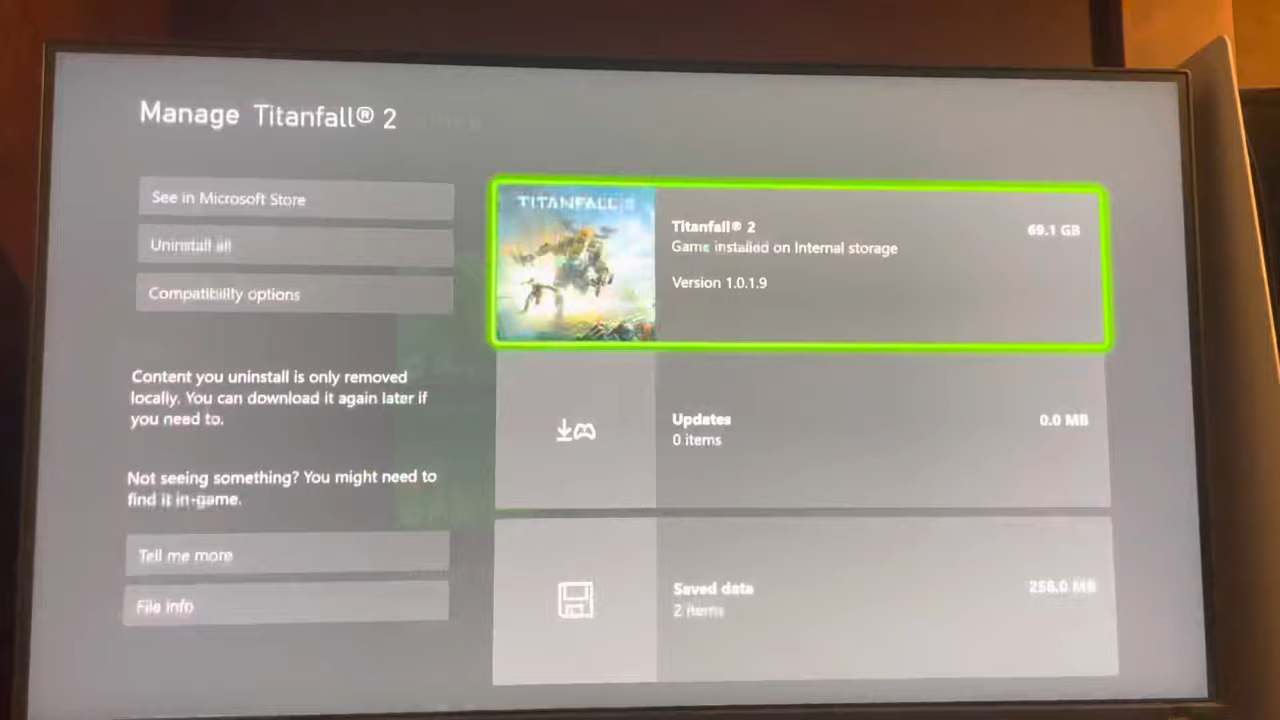 Manage Titanfall® 2
See in Microsoft Store
Uninstall all
Compatibility options
Content you uninstall is only removed
locally. You can download it again later if
you need to.
Not seeing something? You might need to
find it in-game.
Tell me more
File info
TITANFALL
Titanfall® 2
Game installed on Internal storage
Version 1.0.1.9
69.1 GB
Updates
0 items
0.0 MB
Saved data
2 items
256.0 MB